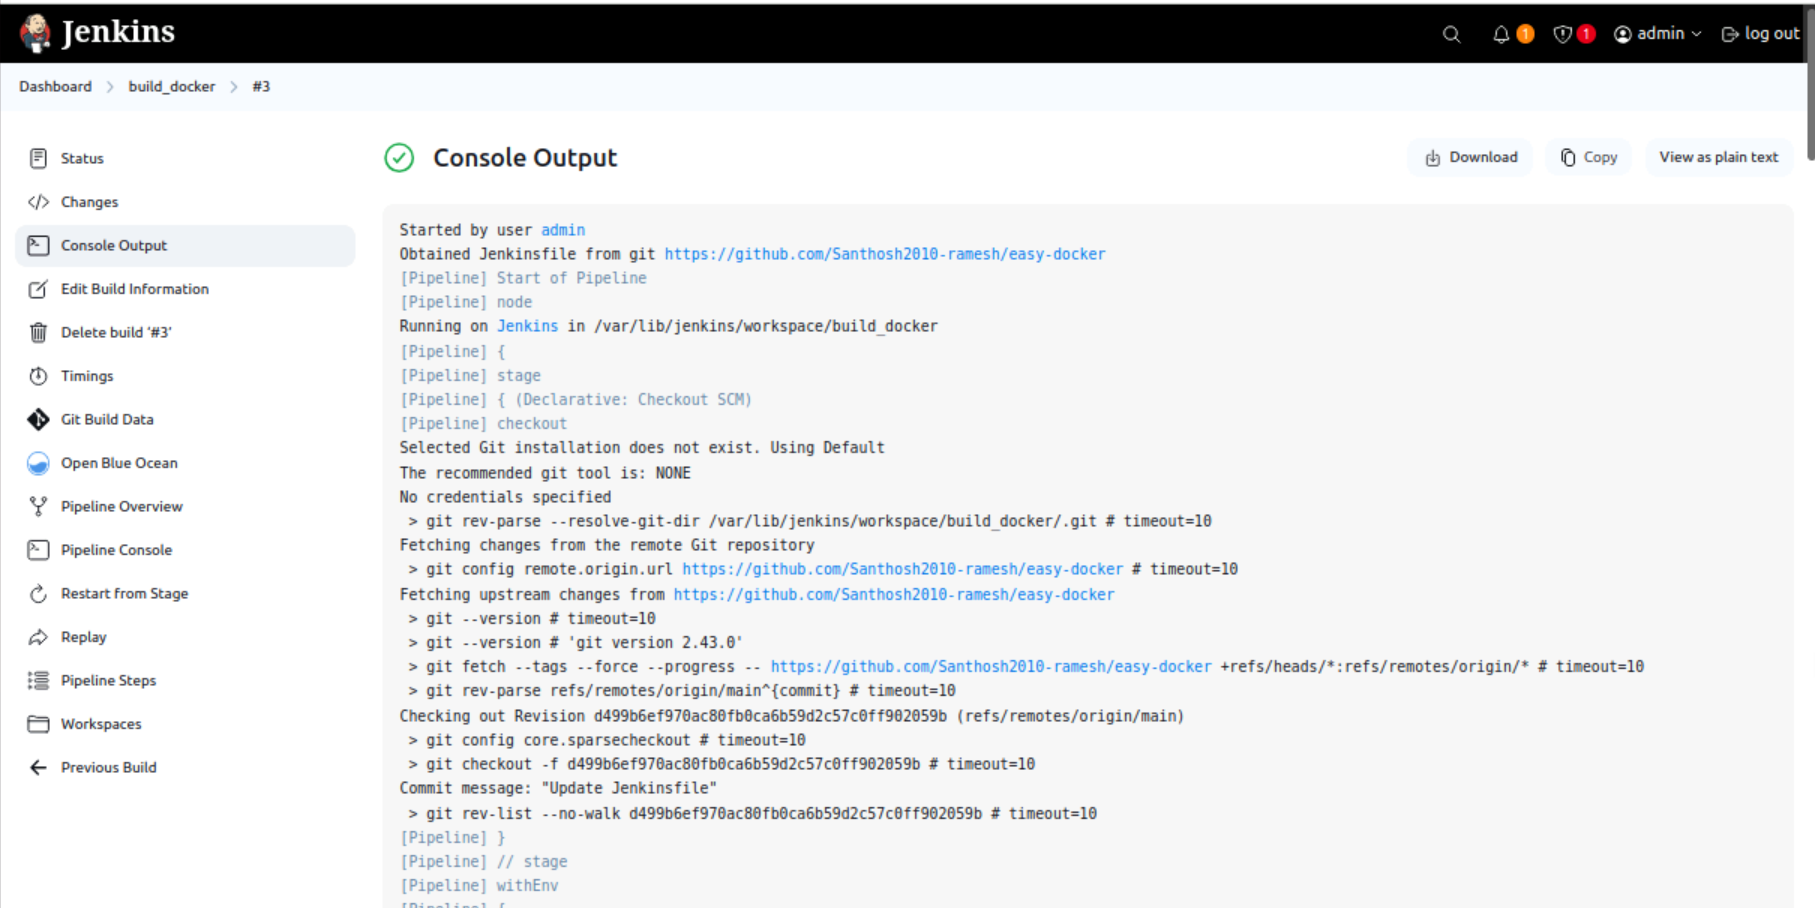 Jenkins
1
1
admin
log out
Dashboard > build_docker > #3
Status
Changes
Console Output
Edit Build Information
Delete build '#3'
Timings
Git Build Data
Open Blue Ocean
Pipeline Overview
Pipeline Console
Restart from Stage
Replay
Pipeline Steps
Workspaces
Previous Build
Console Output
Download
Copy
View as plain text
Started by user admin
Obtained Jenkinsfile from git https://github.com/Santhosh2010-ramesh/easy-docker
[Pipeline] Start of Pipeline
[Pipeline] node
Running on Jenkins in /var/lib/jenkins/workspace/build_docker
[Pipeline] {
[Pipeline] stage
[Pipeline] { (Declarative: Checkout SCM)
[Pipeline] checkout
Selected Git installation does not exist. Using Default
The recommended git tool is: NONE
No credentials specified
> git rev-parse --resolve-git-dir /var/lib/jenkins/workspace/build_docker/.git # timeout=10
Fetching changes from the remote Git repository
> git config remote.origin.url https://github.com/Santhosh2010-ramesh/easy-docker # timeout=10
Fetching upstream changes from https://github.com/Santhosh2010-ramesh/easy-docker
> git --version # timeout=10
> git --version # 'git version 2.43.0'
> git fetch --tags --force --progress -- https://github.com/Santhosh2010-ramesh/easy-docker +refs/heads/*:refs/remotes/origin/* # timeout=10
> git rev-parse refs/remotes/origin/main^{commit} # timeout=10
Checking out Revision d499b6ef970ac80fb0ca6b59d2c57c0ff902059b (refs/remotes/origin/main)
> git config core.sparsecheckout # timeout=10
> git checkout -f d499b6ef970ac80fb0ca6b59d2c57c0ff902059b # timeout=10
Commit message: "Update Jenkinsfile"
> git rev-list --no-walk d499b6ef970ac80fb0ca6b59d2c57c0ff902059b # timeout=10
[Pipeline] }
[Pipeline] // stage
[Pipeline] withEnv
[Pipeline] {